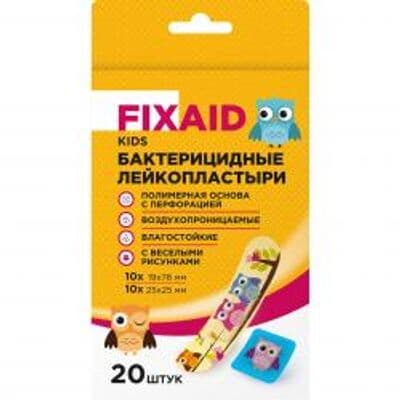 FIXAID
KIDS
БАКТЕРИЦИДНЫЕ
ЛЕЙКОПЛАСТЫРИ
ПОЛИМЕРНАЯ ОСНОВА
С ПЕРФОРАЦИЕЙ
ВОЗДУХОПРОНИЦАЕМЫЕ
ВЛАГОСТОЙКИЕ
С ВЕСЕЛЫМИ
РИСУНКАМИ
10х 19х76 мм
10х 25х25 мм
20 ШТУК